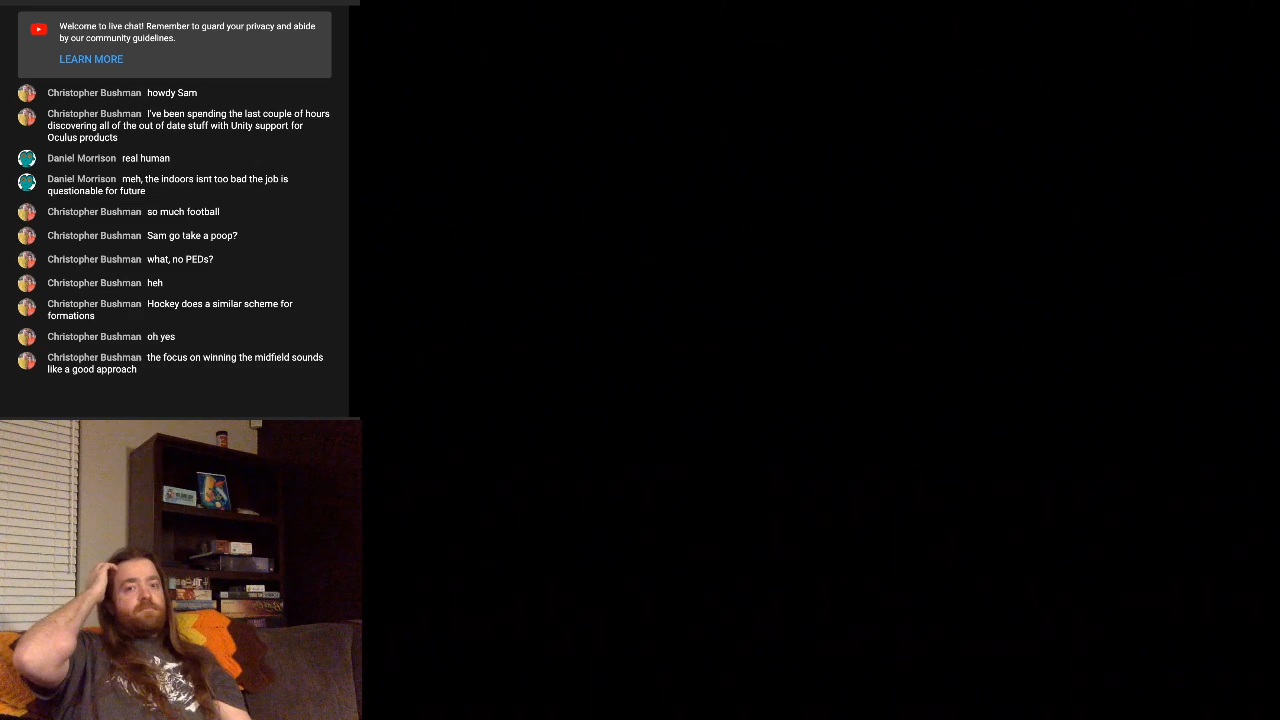 Welcome to live chat! Remember to guard your privacy and abide
by our community guidelines.
LEARN MORE
Christopher Bushman howdy Sam
Christopher Bushman I've been spending the last couple of hours
discovering all of the out of date stuff with Unity support for
Oculus products
Daniel Morrison real human
Daniel Morrison meh, the indoors isnt too bad the job is
questionable for future
Christopher Bushman so much football
Christopher Bushman Sam go take a poop?
Christopher Bushman what, no PEDs?
Christopher Bushman heh
Christopher Bushman Hockey does a similar scheme for
formations
Christopher Bushman oh yes
Christopher Bushman the focus on winning the midfield sounds
like a good approach